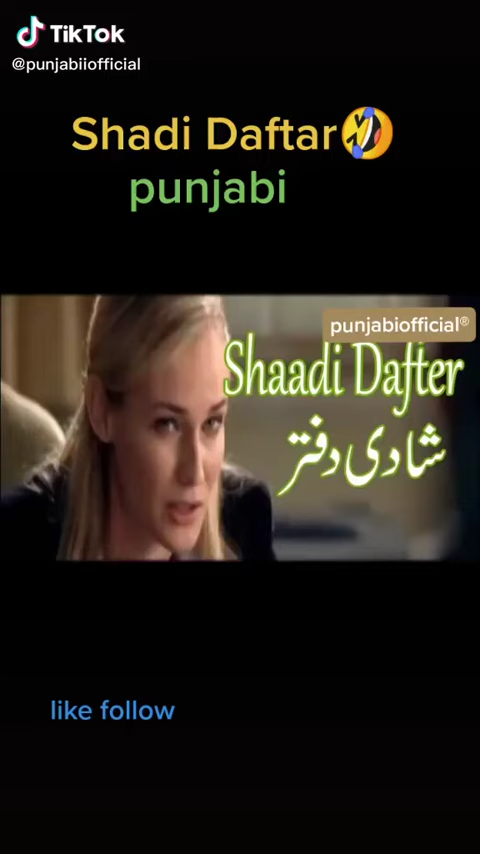 TikTok
@punjabiiofficial
Shadi Daftar🤣
punjabi
punjabiofficial®
Shaadi Dafter
شادی دفتر
like follow